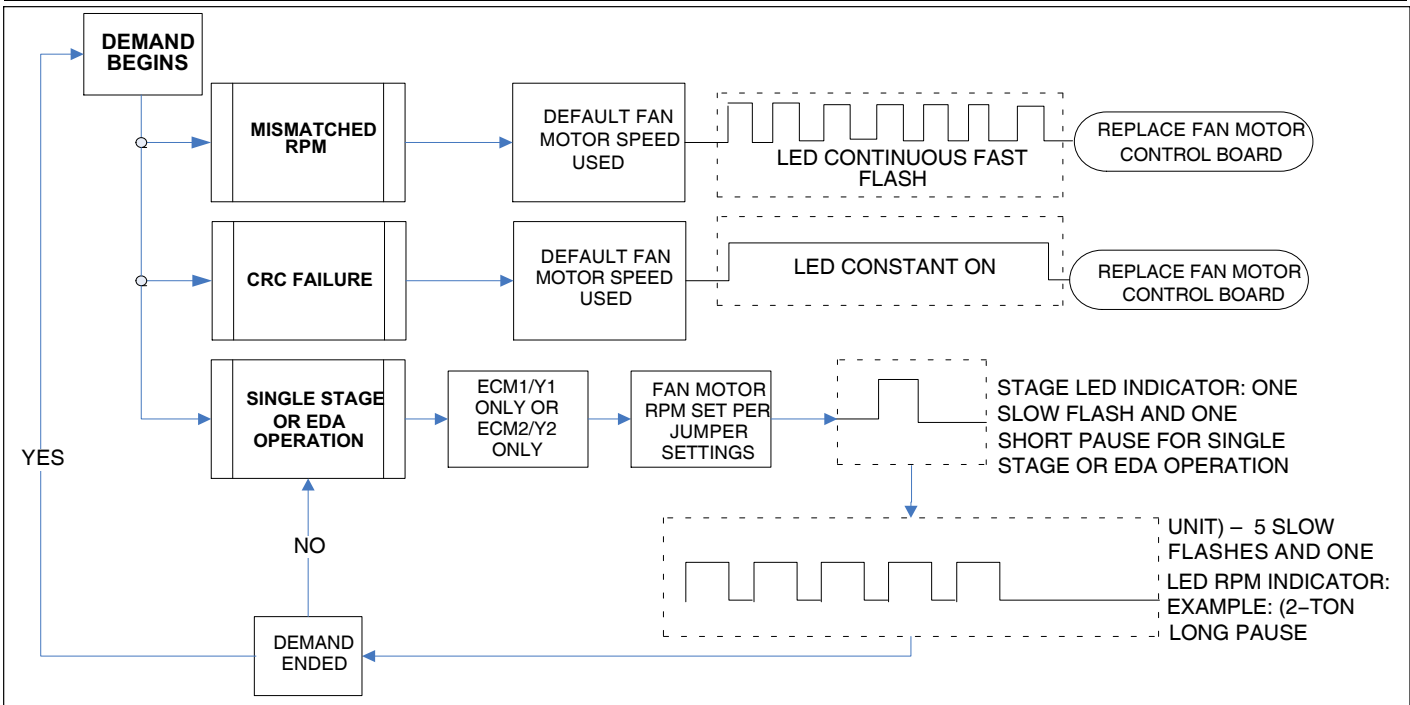 DEMAND
BEGINS
MISMATCHED
RPM
DEFAULT FAN
MOTOR SPEED
USED
LED CONTINUOUS FAST
FLASH
REPLACE FAN MOTOR
CONTROL BOARD
CRC FAILURE
DEFAULT FAN
MOTOR SPEED
USED
LED CONSTANT ON
REPLACE FAN MOTOR
CONTROL BOARD
SINGLE STAGE
OR EDA
OPERATION
ECM1/Y1
ONLY OR
ECM2/Y2
ONLY
FAN MOTOR
RPM SET PER
JUMPER
SETTINGS
STAGE LED INDICATOR: ONE
SLOW FLASH AND ONE
SHORT PAUSE FOR SINGLE
STAGE OR EDA OPERATION
YES
NO
UNIT) – 5 SLOW
FLASHES AND ONE
LED RPM INDICATOR:
EXAMPLE: (2–TON
LONG PAUSE
DEMAND
ENDED